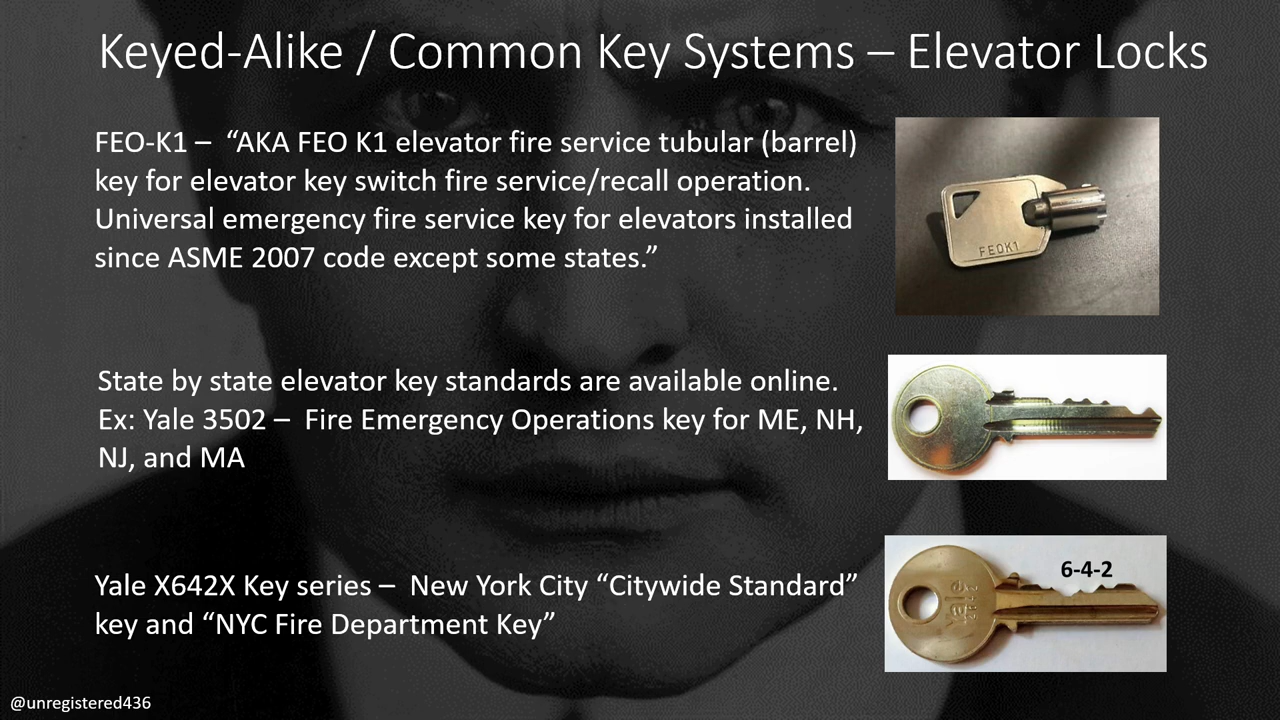 Keyed-Alike / Common Key Systems – Elevator Locks
FEO-K1 – “AKA FEO K1 elevator fire service tubular (barrel)
key for elevator key switch fire service/recall operation.
Universal emergency fire service key for elevators installed
since ASME 2007 code except some states.”
FEOK1
State by state elevator key standards are available online.
Ex: Yale 3502 – Fire Emergency Operations key for ME, NH,
NJ, and MA
Yale X642X Key series – New York City “Citywide Standard”
key and “NYC Fire Department Key”
6-4-2
Yale
@unregistered436